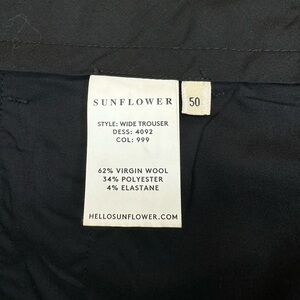 SUNFLOWER
50
STYLE: WIDE TROUSER
DESS: 4092
COL: 999
62% VIRGIN WOOL
34% POLYESTER
4% ELASTANE
HELLOSUNFLOWER.COM